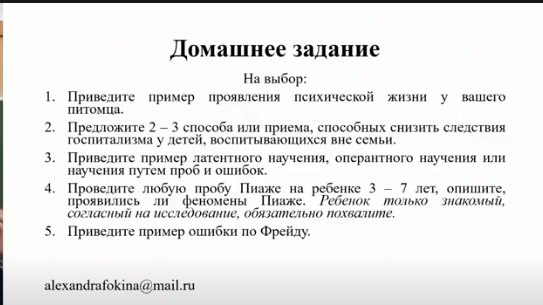 Домашнее задание
На выбор:
1. Приведите пример проявления психической жизни у вашего
питомца.
2. Предложите 2 – 3 способа или приема, способных снизить следствия
госпитализма у детей, воспитывающихся вне семьи.
3. Приведите пример латентного научения, оперантного научения или
научения путем проб и ошибок.
4. Проведите любую пробу Пиаже на ребенке 3 – 7 лет, опишите,
проявились ли феномены Пиаже. Ребенок только знакомый,
согласный на исследование, обязательно похвалите.
5. Приведите пример ошибки по Фрейду.
alexandrafokina@mail.ru